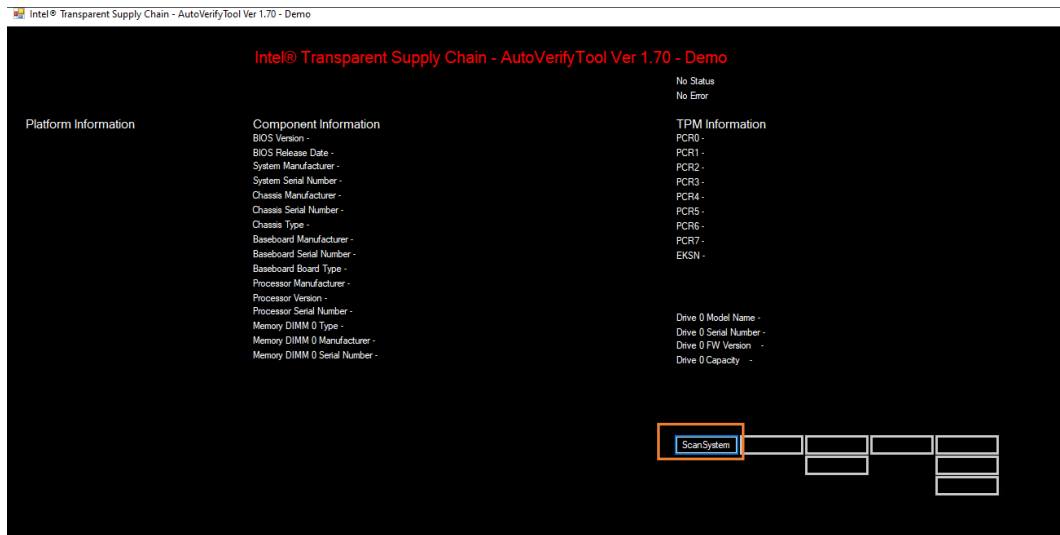 Intel® Transparent Supply Chain - AutoVerifyTool Ver 1.70 - Demo
Intel® Transparent Supply Chain - AutoVerifyTool Ver 1.70 - Demo
No Status
No Error
Platform Information
Component Information
BIOS Version -
BIOS Release Date -
System Manufacturer -
System Serial Number -
Chassis Manufacturer -
Chassis Serial Number -
Chassis Type -
Baseboard Manufacturer -
Baseboard Serial Number -
Baseboard Board Type -
Processor Manufacturer -
Processor Version -
Processor Serial Number -
Memory DIMM 0 Type -
Memory DIMM 0 Manufacturer -
Memory DIMM 0 Serial Number -
TPM Information
PCR0 -
PCR1 -
PCR2 -
PCR3 -
PCR4 -
PCR5 -
PCR6 -
PCR7 -
EKSN -
Drive 0 Model Name -
Drive 0 Serial Number -
Drive 0 FW Version -
Drive 0 Capacity -
ScanSystem